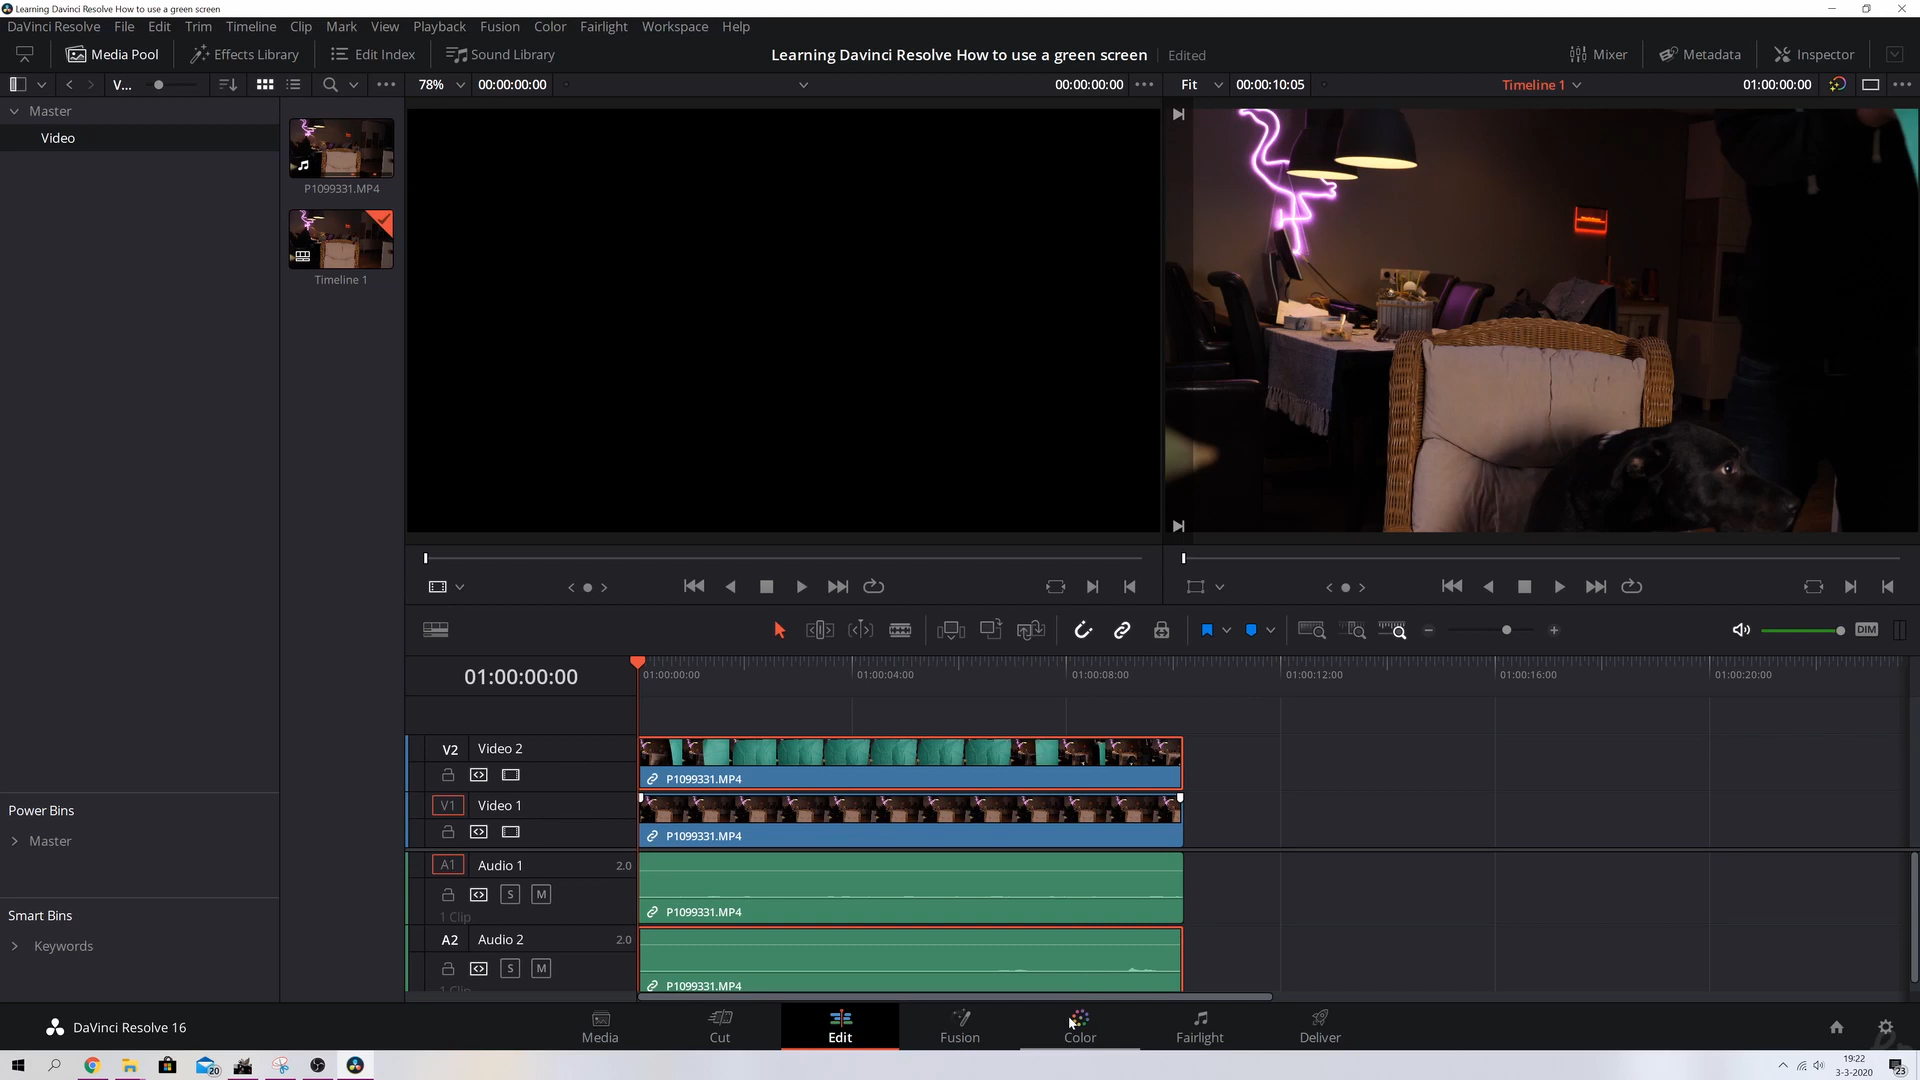 Learning Davinci Resolve How to use a green screen
DaVinci Resolve File Edit Trim Timeline Clip Mark View Playback Fusion Color Fairlight Workspace Help
Media Pool Effects Library Edit Index Sound Library Learning Davinci Resolve How to use a green screen Edited Mixer Metadata Inspector
V... 78% 00:00:00:00 00:00:00:00 Fit 00:00:10:05 Timeline 1 01:00:00:00
Master
Video
P1099331.MP4
Timeline 1
DIM
01:00:00:00 01:00:00:00 01:00:04:00 01:00:08:00 01:00:12:00 01:00:16:00 01:00:20:00
V2 Video 2
P1099331.MP4
V1 Video 1
P1099331.MP4
A1 Audio 1 2.0
S M
1 Clip
P1099331.MP4
A2 Audio 2 2.0
S M
1 Clip
P1099331.MP4
Power Bins
Master
Smart Bins
Keywords
DaVinci Resolve 16
Media Cut Edit Fusion Color Fairlight Deliver
20
19:22
3-3-2020
23